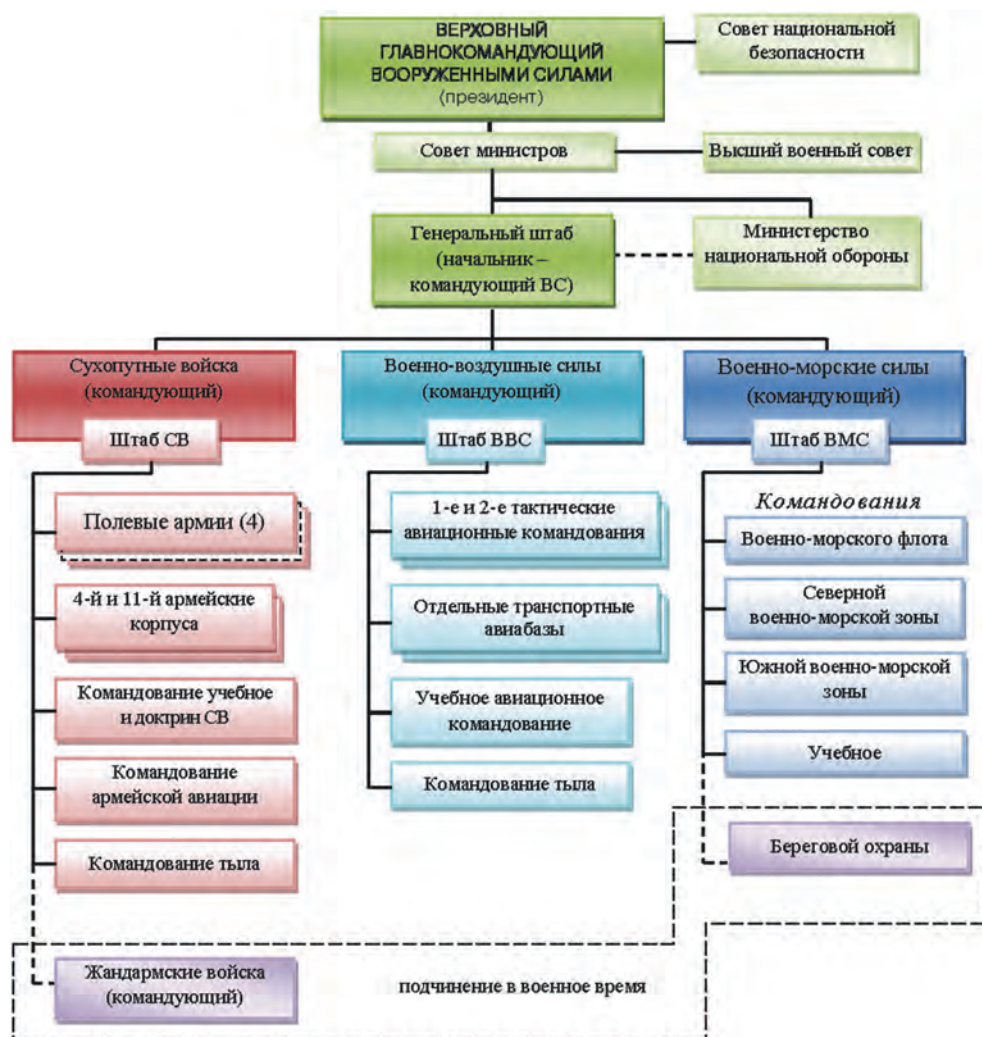 ВЕРХОВНЫЙ
ГЛАВНОКОМАНДУЮЩИЙ
ВООРУЖЕННЫМИ СИЛАМИ
(президент)
Совет национальной
безопасности
Совет министров
Высший военный совет
Генеральный штаб
(начальник –
командующий ВС)
Министерство
национальной обороны
Сухопутные войска
(командующий)
Штаб СВ
Полевые армии (4)
4-й и 11-й армейские
корпуса
Командование учебное
и доктрин СВ
Командование
армейской авиации
Командование тыла
Жандармские войска
(командующий)
Военно-воздушные силы
(командующий)
Штаб ВВС
1-е и 2-е тактические
авиационные командования
Отдельные транспортные
авиабазы
Учебное авиационное
командование
Командование тыла
Военно-морские силы
(командующий)
Штаб ВМС
Командования
Военно-морского флота
Северной
военно-морской зоны
Южной военно-морской
зоны
Учебное
Береговой охраны
подчинение в военное время